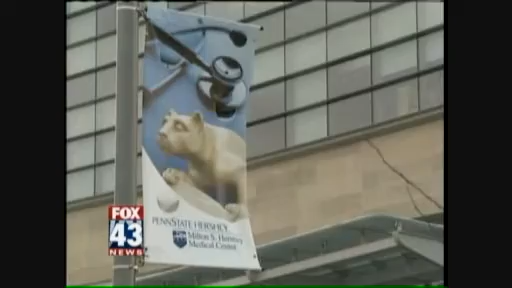 PENNSTATE HERSHEY
Milton S. Hershey
Medical Center
FOX
43
NEWS